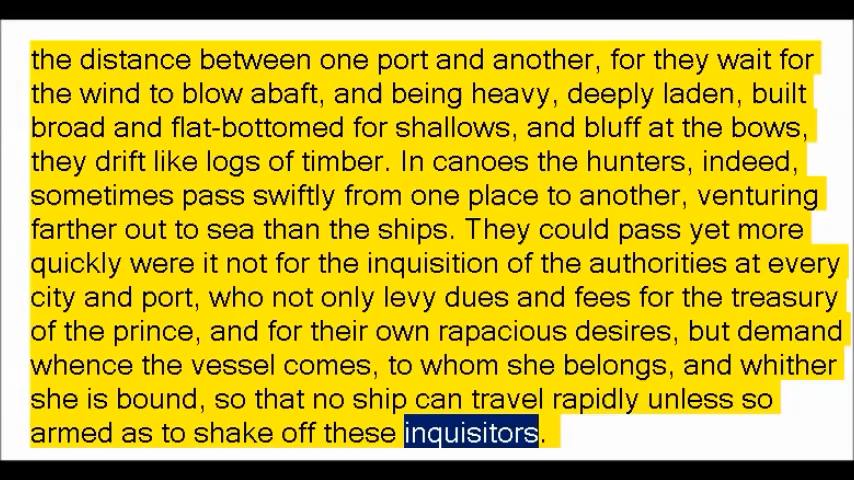 the distance between one port and another, for they wait for
the wind to blow abaft, and being heavy, deeply laden, built
broad and flat-bottomed for shallows, and bluff at the bows,
they drift like logs of timber. In canoes the hunters, indeed,
sometimes pass swiftly from one place to another, venturing
farther out to sea than the ships. They could pass yet more
quickly were it not for the inquisition of the authorities at every
city and port, who not only levy dues and fees for the treasury
of the prince, and for their own rapacious desires, but demand
whence the vessel comes, to whom she belongs, and whither
she is bound, so that no ship can travel rapidly unless so
armed as to shake off these inquisitors.